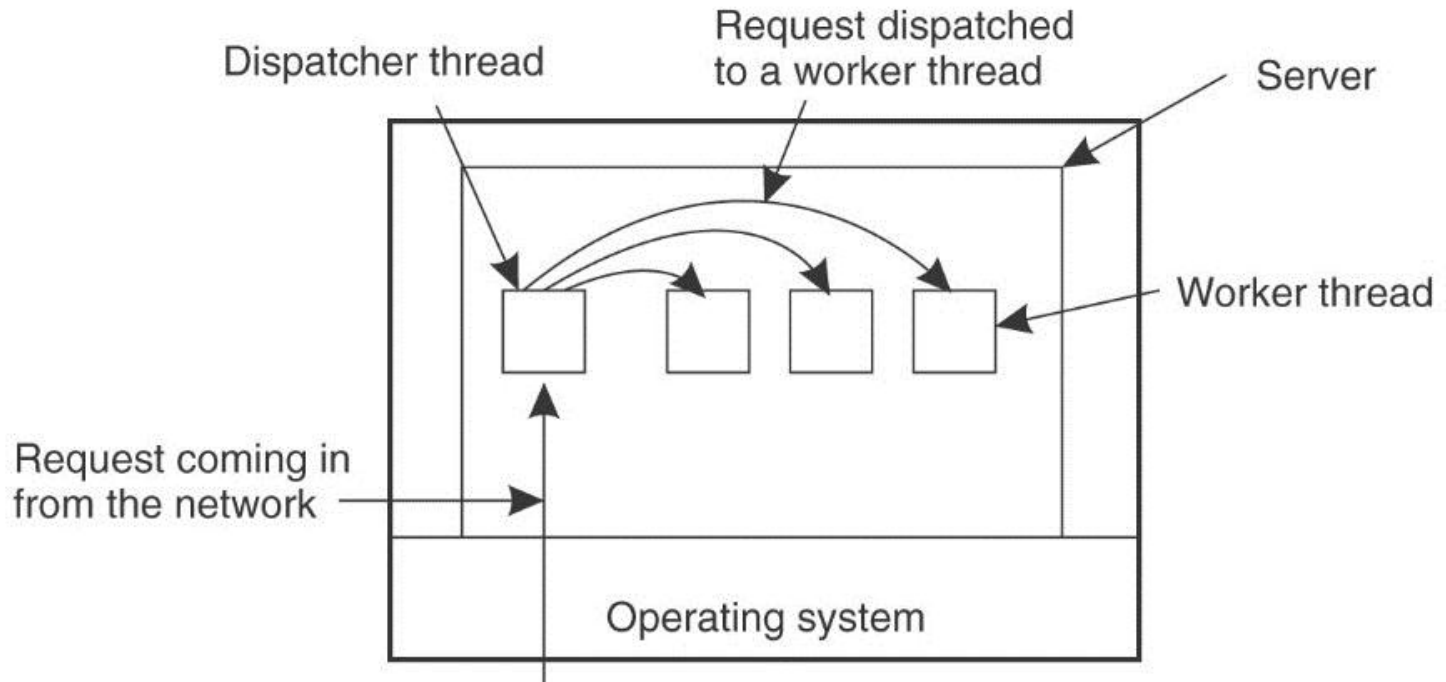 Request dispatched
to a worker thread
Dispatcher thread
Server
Worker thread
Request coming in
from the network
Operating system